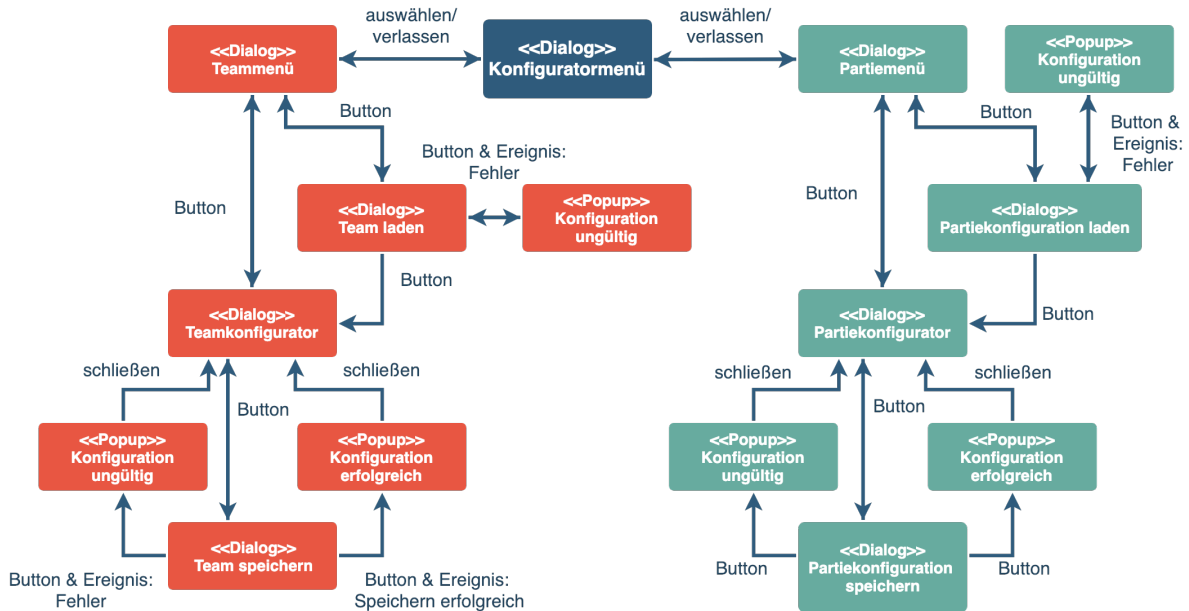 auswählen/
verlassen
auswählen/
verlassen
<<Dialog>>
Teammenü
<<Dialog>>
Konfiguratormenü
<<Dialog>>
Partiemenü
<<Popup>>
Konfiguration
ungültig
Button
Button
Button &
Ereignis:
Fehler
Button & Ereignis:
Fehler
Button
<<Dialog>>
Team laden
<<Popup>>
Konfiguration
ungültig
Button
<<Dialog>>
Partiekonfiguration laden
Button
Button
<<Dialog>>
Teamkonfigurator
<<Dialog>>
Partiekonfigurator
schließen
schließen
schließen
schließen
Button
Button
<<Popup>>
Konfiguration
ungültig
<<Popup>>
Konfiguration
erfolgreich
<<Popup>>
Konfiguration
ungültig
<<Popup>>
Konfiguration
erfolgreich
<<Dialog>>
Team speichern
<<Dialog>>
Partiekonfiguration
speichern
Button & Ereignis:
Fehler
Button & Ereignis:
Speichern erfolgreich
Button
Button